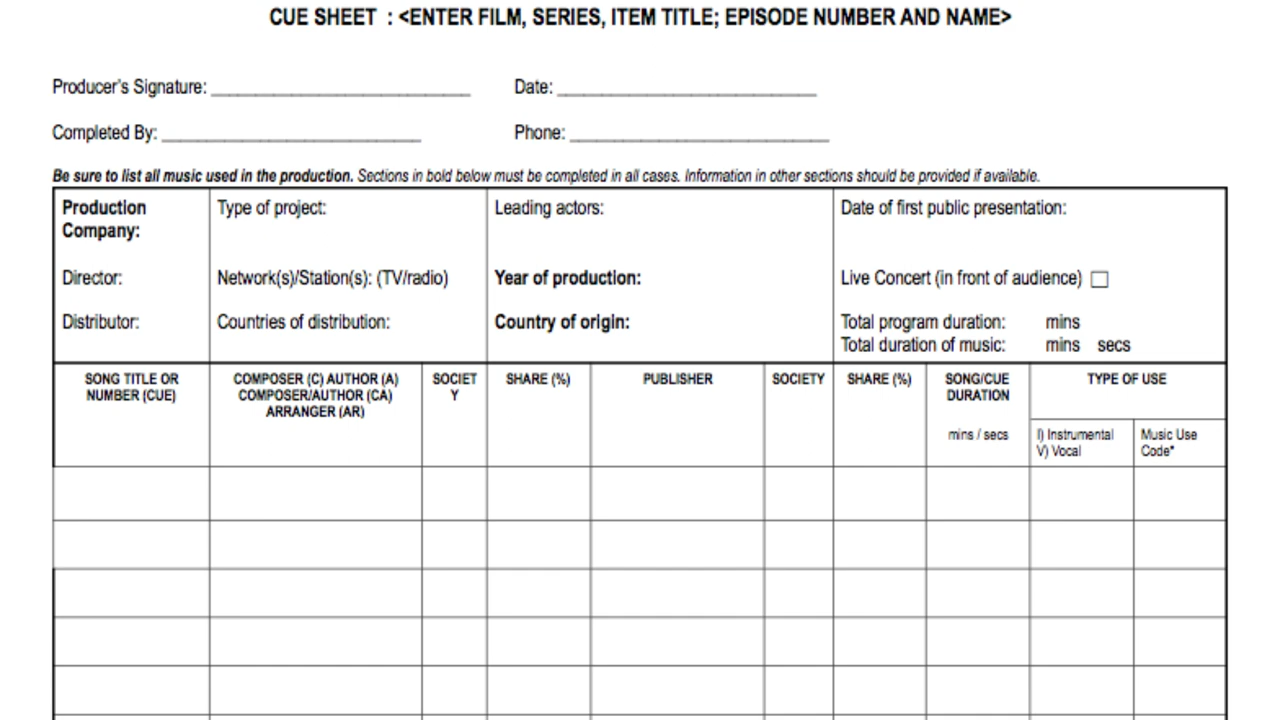 CUE SHEET : <ENTER FILM, SERIES, ITEM TITLE; EPISODE NUMBER AND NAME>
Producer's Signature: ____________________________ Date: ____________________________
Completed By: ____________________________ Phone: ____________________________
Be sure to list all music used in the production. Sections in bold below must be completed in all cases. Information in other sections should be provided if available.
Production Type of project: Leading actors: Date of first public presentation:
Company:
Director: Network(s)/Station(s): (TV/radio) Year of production: Live Concert (in front of audience) □
Distributor: Countries of distribution: Country of origin: Total program duration: mins
Total duration of music: mins secs
SONG TITLE OR COMPOSER (C) AUTHOR (A) SOCIET SHARE (%) PUBLISHER SOCIETY SHARE (%) SONG/CUE TYPE OF USE
NUMBER (CUE) COMPOSER/AUTHOR (CA) Y DURATION
ARRANGER (AR)
mins / secs I) Instrumental Music Use
V) Vocal Code*